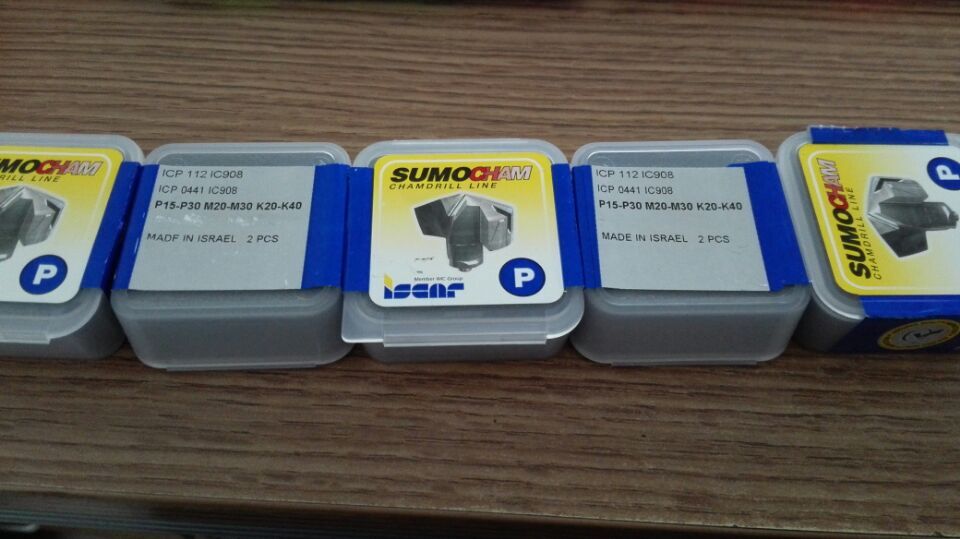 UMOCHAM
CHAMDRILL LINE
P
ICP 112 IC908
ICP 0441 IC908
P15-P30 M20-M30 K20-K40
MADE IN ISRAEL 2 PCS
SUMOCHAM
CHAMDRILL LINE
Member IMC Group
iscar
P
ICP 112 IC908
ICP 0441 IC908
P15-P30 M20-M30 K20-K40
MADE IN ISRAEL 2 PCS
SUMOCHAM
CHAMDRILL LINE
P